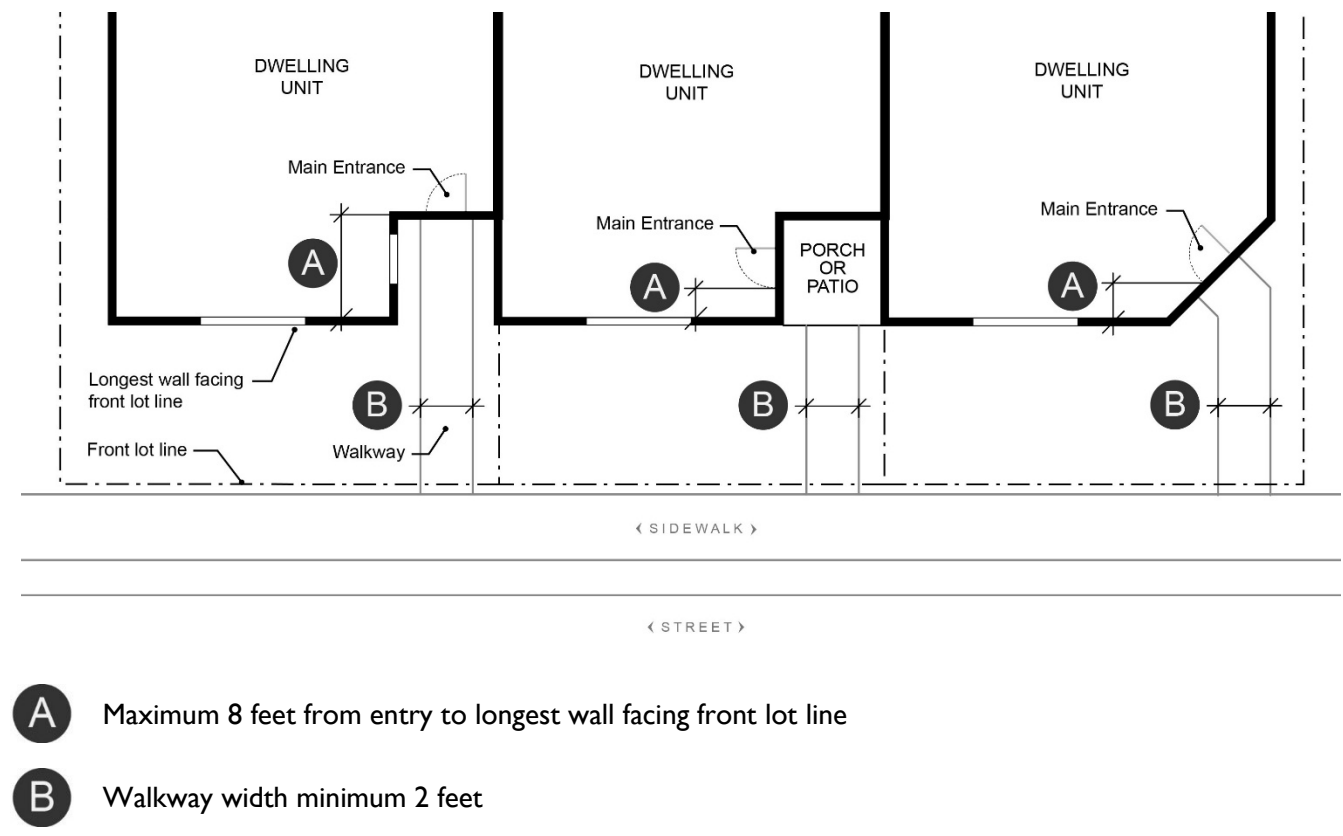 DWELLING
UNIT
DWELLING
UNIT
DWELLING
UNIT
Main Entrance
Main Entrance
Main Entrance
PORCH
OR
PATIO
A
A
A
Longest wall facing
front lot line
B
B
B
Front lot line
Walkway
SIDEWALK
STREET
A Maximum 8 feet from entry to longest wall facing front lot line
B Walkway width minimum 2 feet